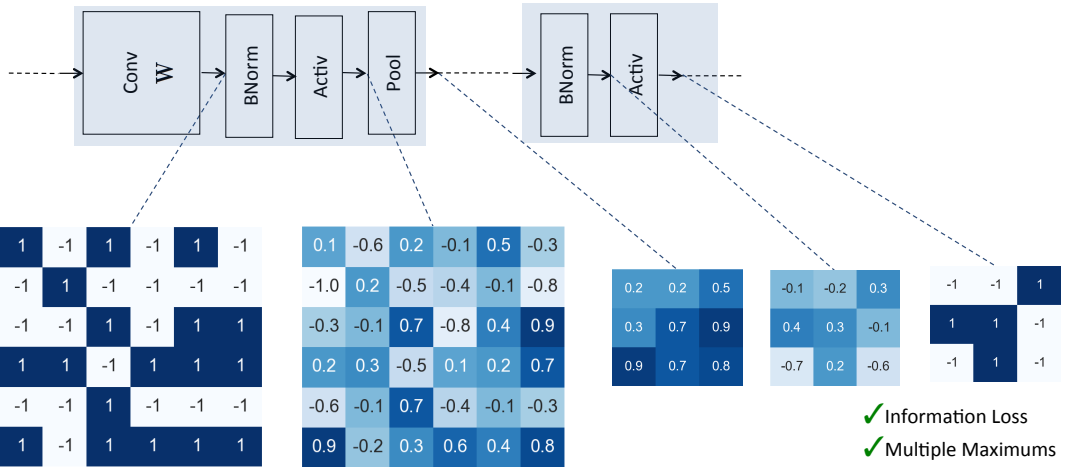 Conv W BNorm Activ Pool BNorm Activ
1 -1 1 -1 1 -1
-1 1 -1 -1 -1 -1
-1 -1 1 -1 1 1
1 1 -1 1 1 1
-1 -1 1 -1 -1 -1
1 -1 1 1 1 1
0.1 -0.6 0.2 -0.1 0.5 -0.3
-1.0 0.2 -0.5 -0.4 -0.1 -0.8
-0.3 -0.1 0.7 -0.8 0.4 0.9
0.2 0.3 -0.5 0.1 0.2 0.7
-0.6 -0.1 0.7 -0.4 -0.1 -0.3
0.9 -0.2 0.3 0.6 0.4 0.8
0.2 0.2 0.5
0.3 0.7 0.9
0.9 0.7 0.8
-0.1 -0.2 0.3
0.4 0.3 -0.1
-0.7 0.2 -0.6
-1 -1 1
1 1 -1
-1 1 -1
✓Information Loss
✓Multiple Maximums